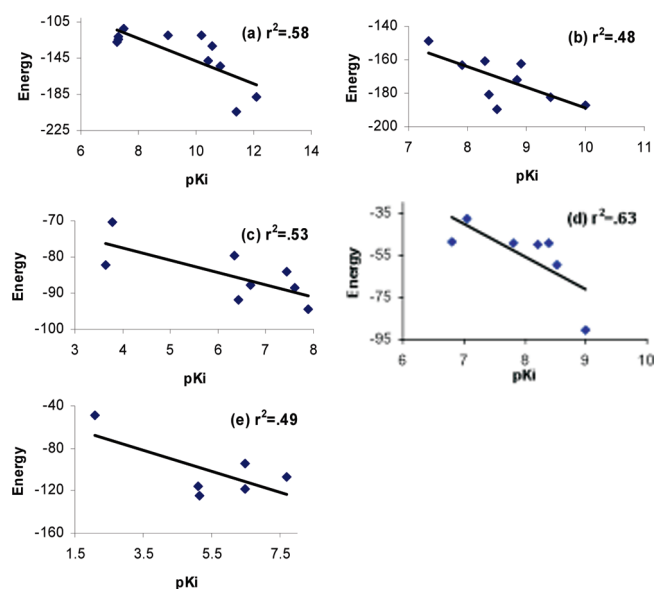 (a) r²=.58
Energy
-105
-145
-185
-225
6 8 10 12 14
pKi
(b) r²=.48
Energy
-140
-160
-180
-200
7 8 9 10 11
pKi
(c) r²=.53
Energy
-70
-80
-90
-100
3 4 5 6 7 8
pKi
(d) r²=.63
Energy
-35
-55
-75
-95
6 7 8 9 10
pKi
(e) r²=.49
Energy
-40
-80
-120
-160
1.5 3.5 5.5 7.5
pKi